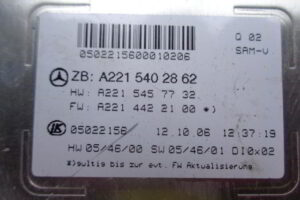 Q 02
0502215600010206
SAM-V.
ZB: A221 540 28 62
HW: A221 545 77 32
FW: A221 442 21 00 *)
05022156 12.10.06 12:37:19
HW 05/46/00 SW 05/46/01 DI0x02
*)gultig bis zur evt. FW Aktualisierung